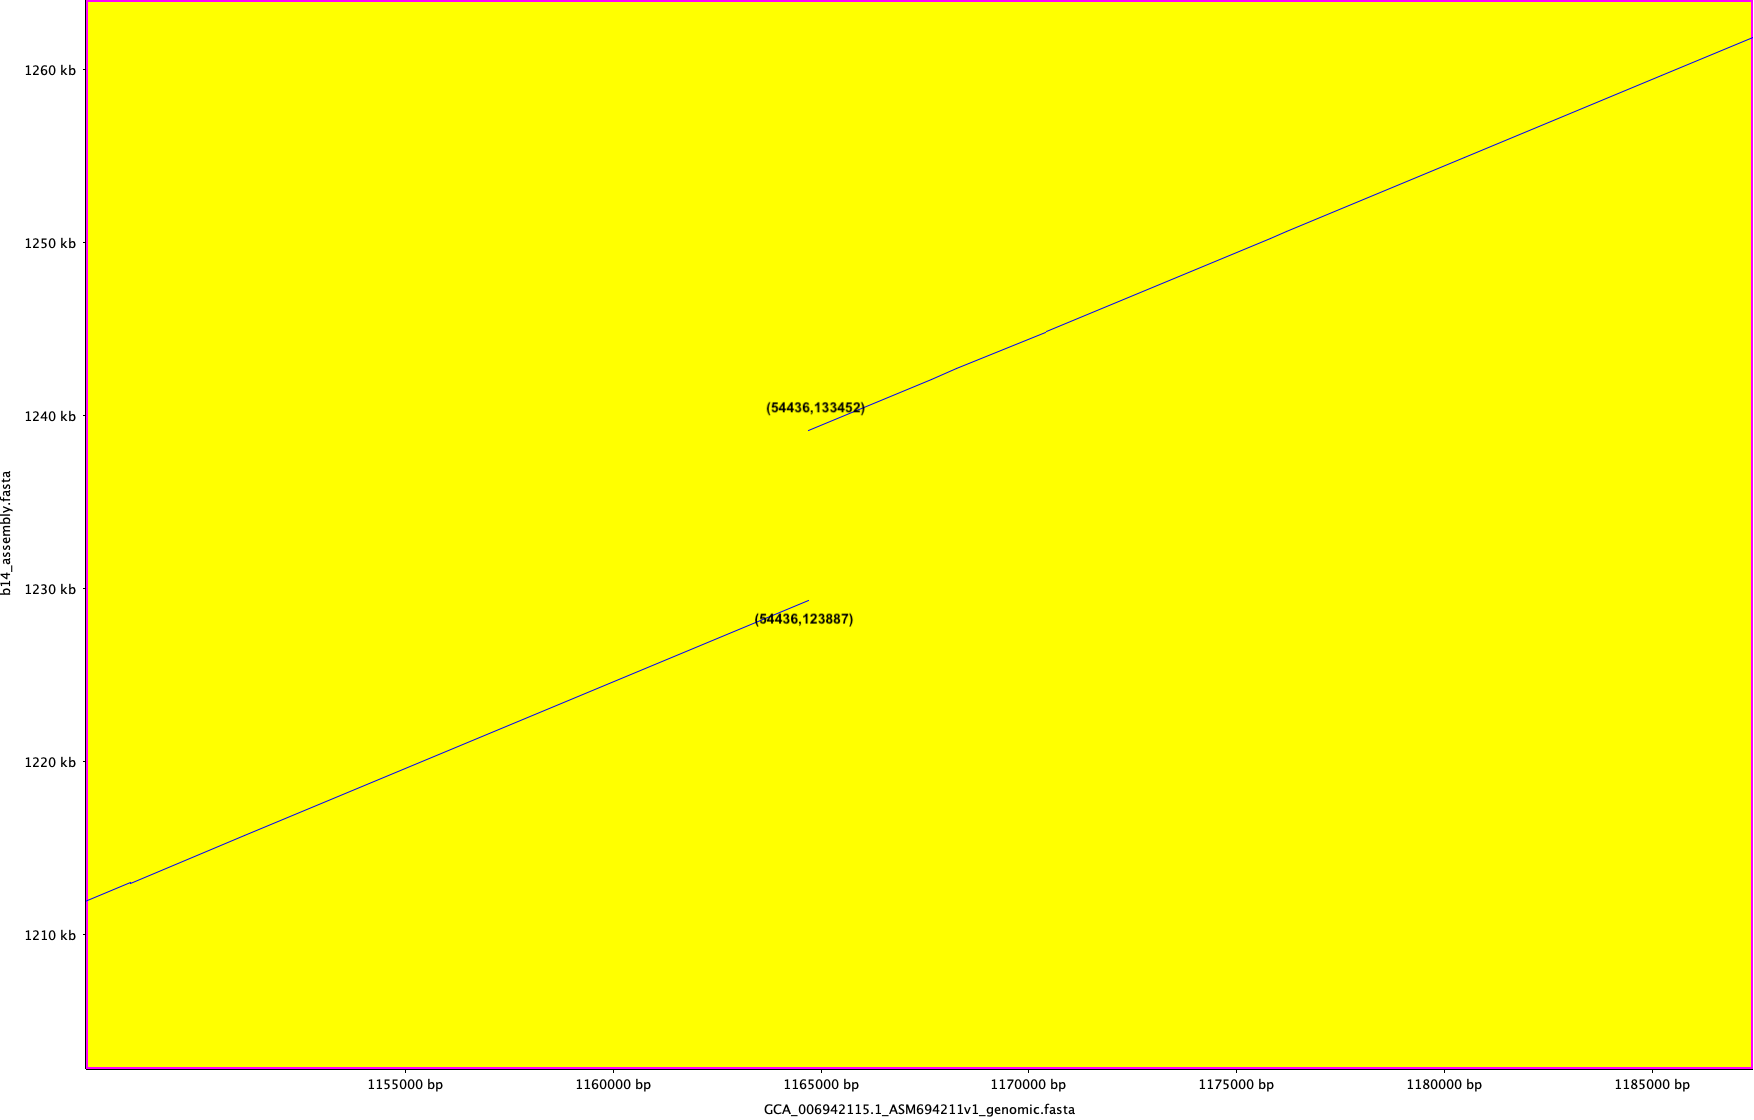 1260 kb
1250 kb
1240 kb
1230 kb
1220 kb
1210 kb
b14_assembly.fasta
(54436,133452)
(54436,123887)
1155000 bp
1160000 bp
1165000 bp
1170000 bp
1175000 bp
1180000 bp
1185000 bp
GCA_006942115.1_ASM694211v1_genomic.fasta